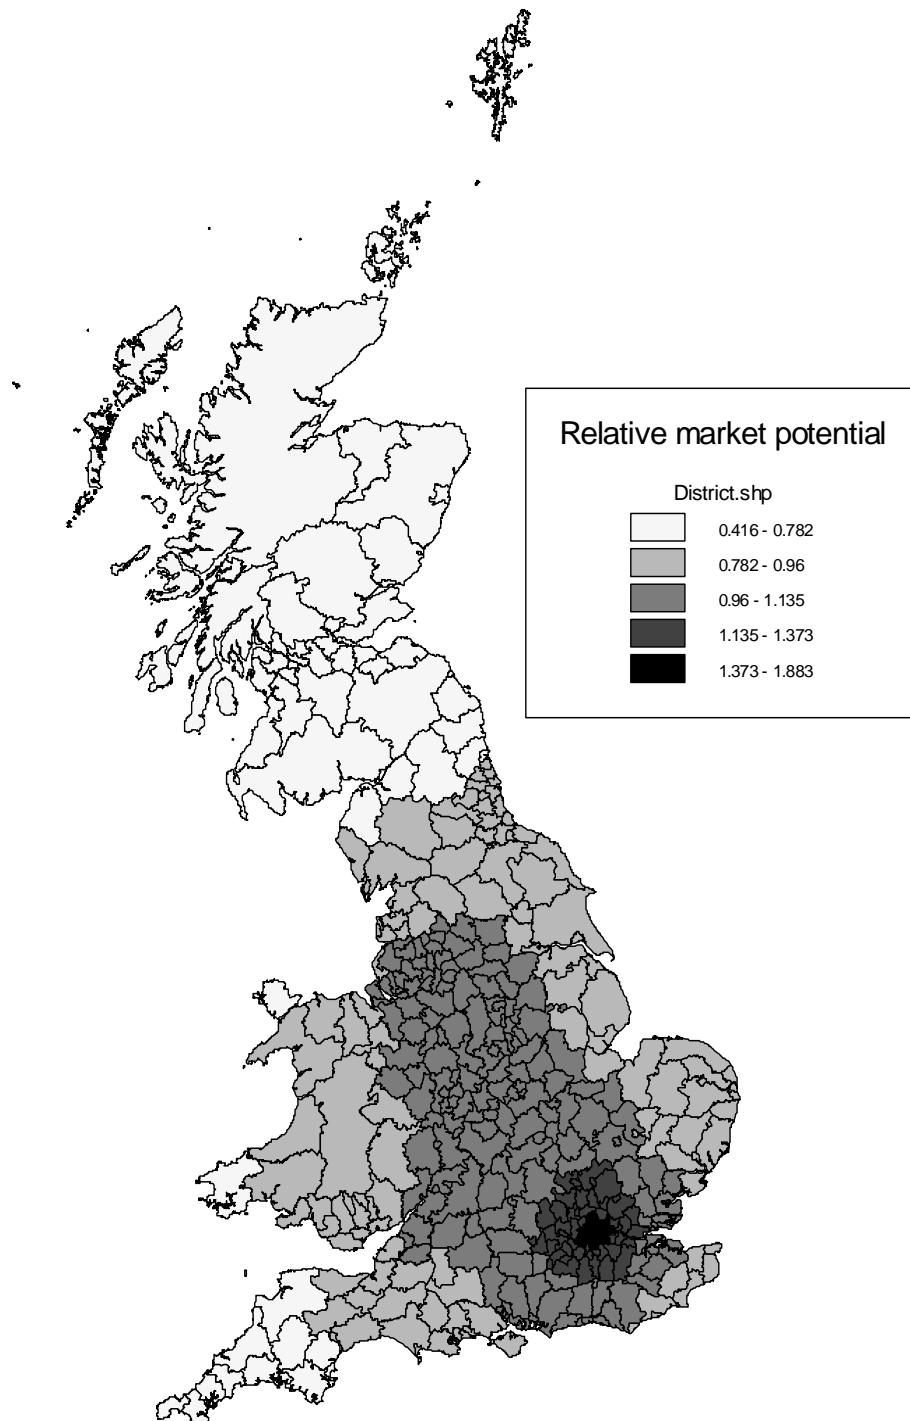 Relative market potential
District.shp
0.416 - 0.782
0.782 - 0.96
0.96 - 1.135
1.135 - 1.373
1.373 - 1.883